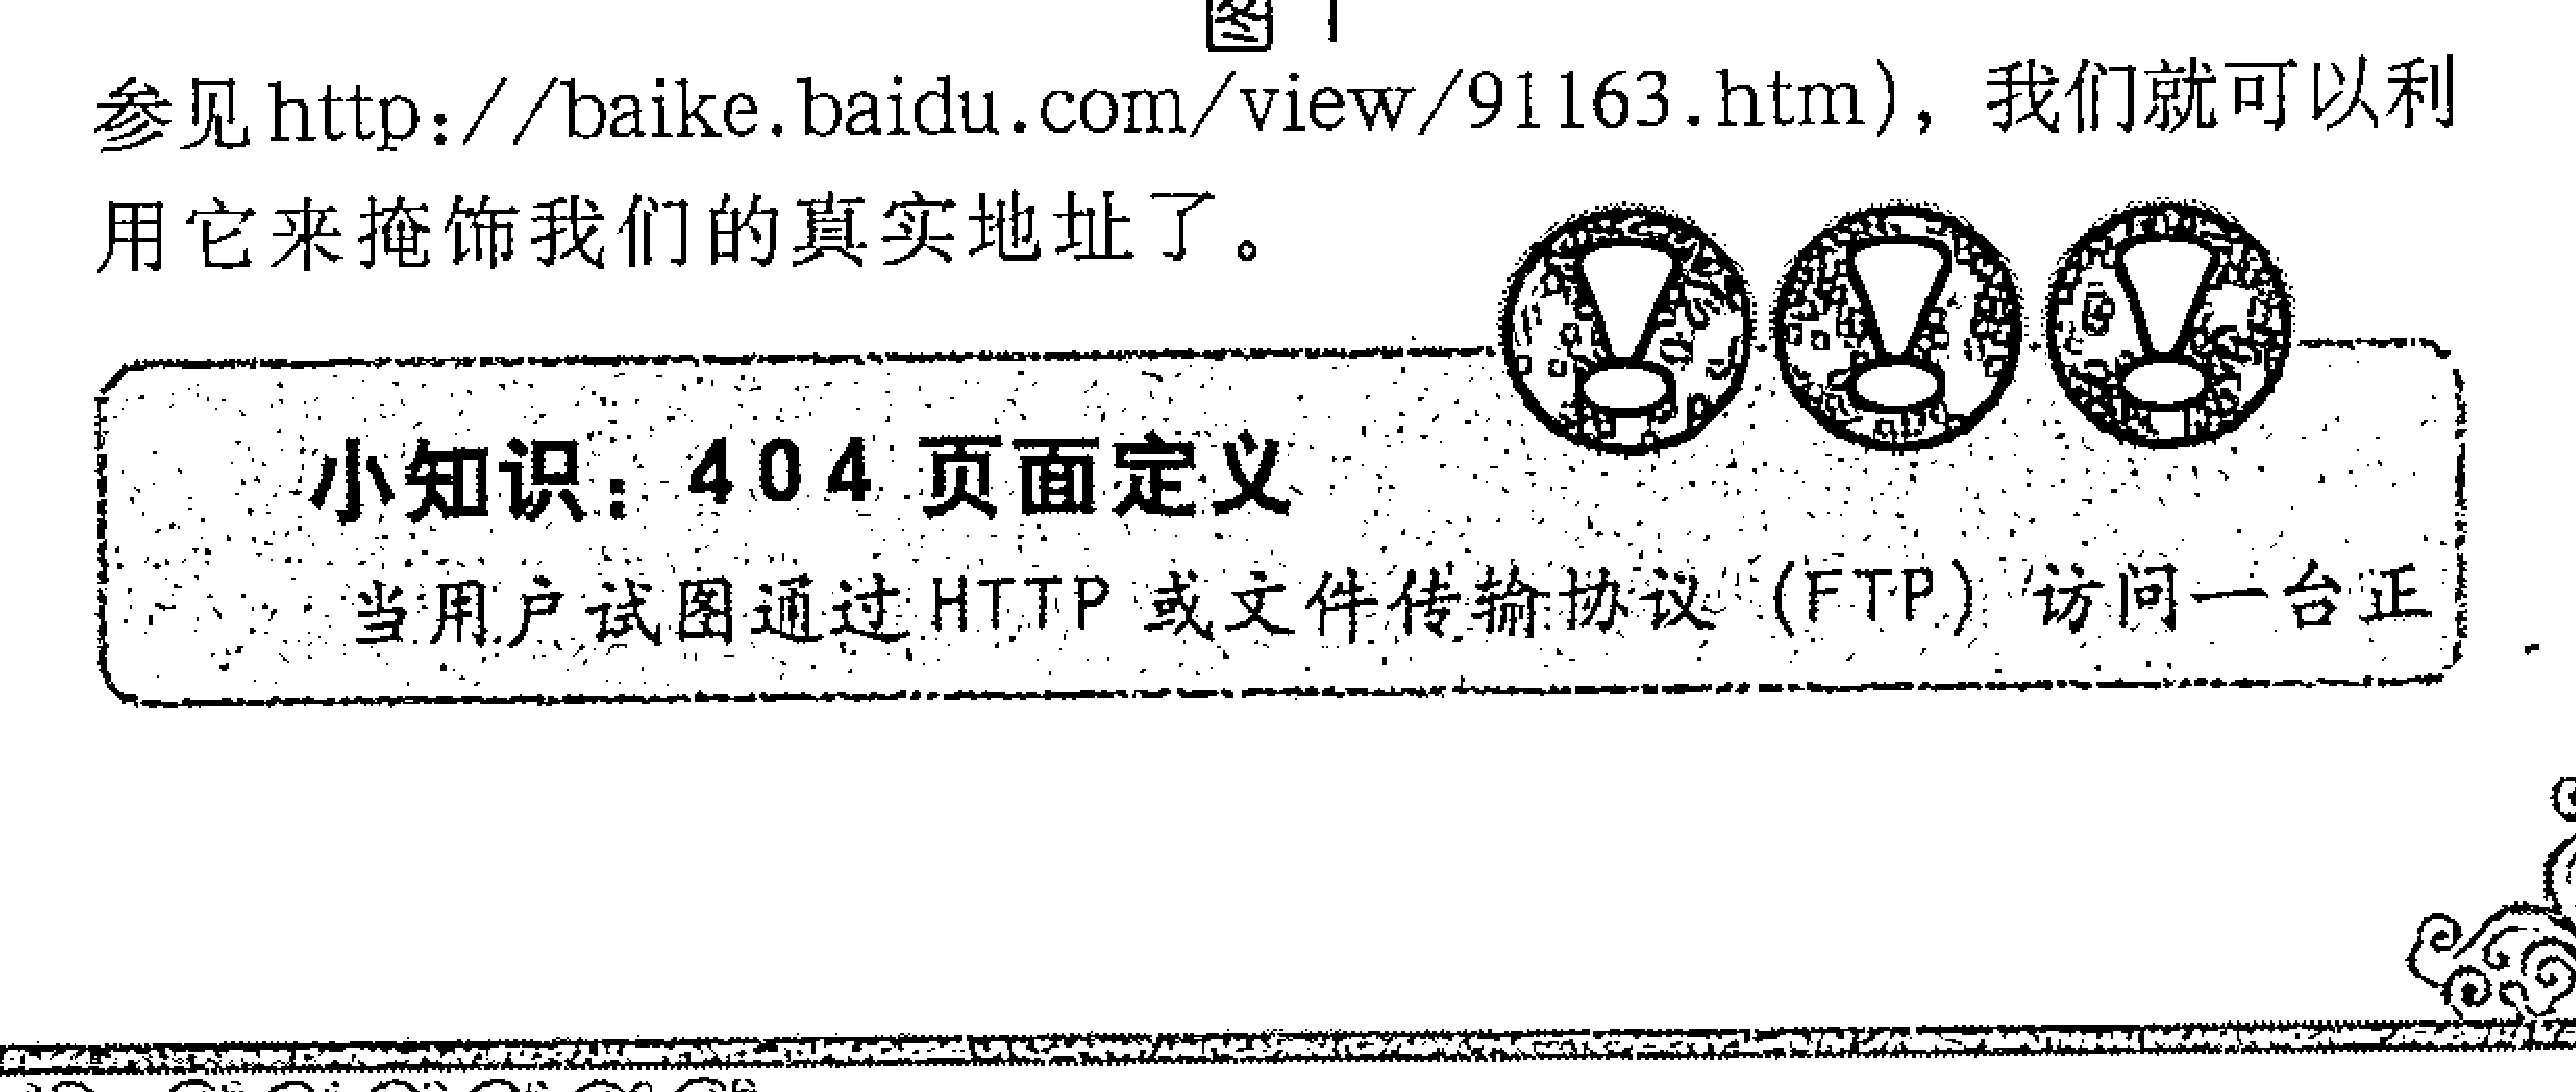 图 1
参见http://baike.baidu.com/view/91163.htm)，我们就可以利
用它来掩饰我们的真实地址了。
小知识：404 页面定义
当用户试图通过 HTTP 或文件传输协议 (FTP) 访问一台正